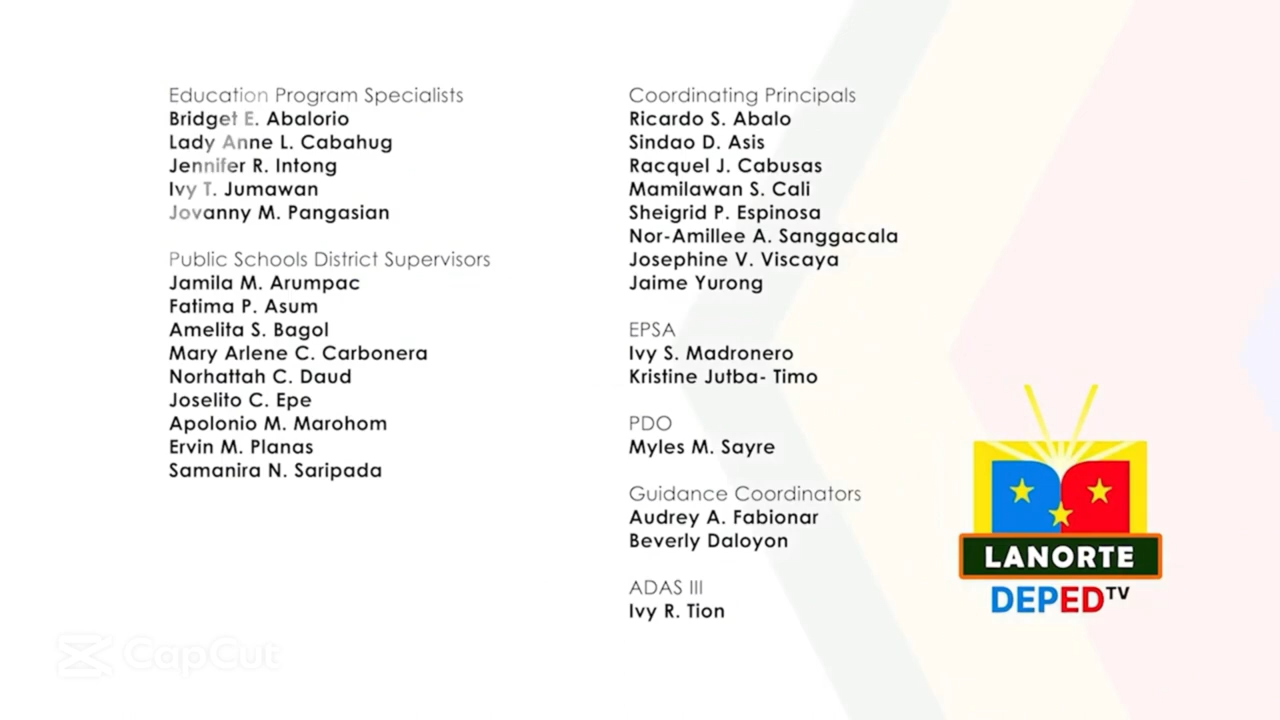 Education Program Specialists
Bridget E. Abalorio
Lady Anne L. Cabahug
Jennifer R. Intong
Ivy T. Jumawan
Jovanny M. Pangasian
Public Schools District Supervisors
Jamila M. Arumpac
Fatima P. Asum
Amelita S. Bagol
Mary Arlene C. Carbonera
Norhattah C. Daud
Joselito C. Epe
Apolonio M. Marohom
Ervin M. Planas
Samanira N. Saripada
Coordinating Principals
Ricardo S. Abalo
Sindao D. Asis
Racquel J. Cabusas
Mamilawan S. Cali
Sheigrid P. Espinosa
Nor-Amillee A. Sanggacala
Josephine V. Viscaya
Jaime Yurong
EPSA
Ivy S. Madronero
Kristine Jutba- Timo
PDO
Myles M. Sayre
Guidance Coordinators
Audrey A. Fabionar
Beverly Daloyon
ADAS III
Ivy R. Tion
LANORTE
DEPED TV
CapCut